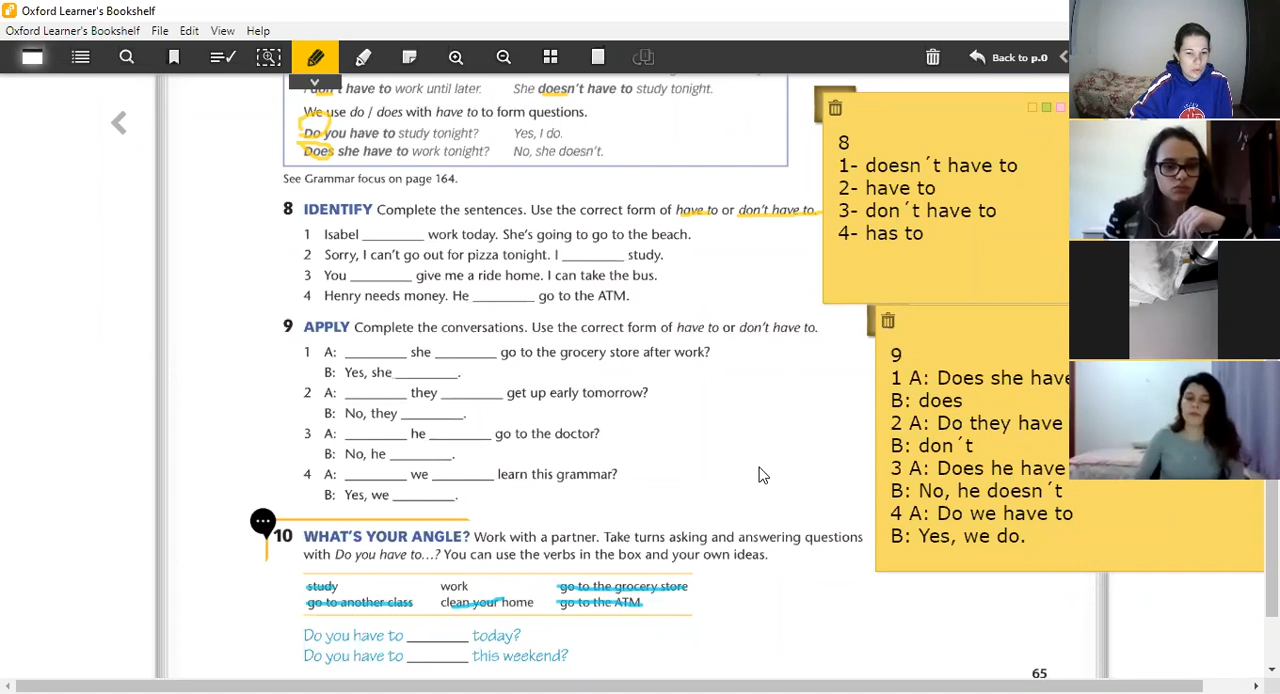 Oxford Learner's Bookshelf
Oxford Learner's Bookshelf File Edit View Help
Back to p.0
I don't have to work until later. She doesn't have to study tonight.
We use do / does with have to to form questions.
Do you have to study tonight? Yes, I do.
Does she have to work tonight? No, she doesn't.
See Grammar focus on page 164.
8 IDENTIFY Complete the sentences. Use the correct form of have to or don't have to.
1 Isabel ________ work today. She's going to go to the beach.
2 Sorry, I can't go out for pizza tonight. I ________ study.
3 You ________ give me a ride home. I can take the bus.
4 Henry needs money. He ________ go to the ATM.
9 APPLY Complete the conversations. Use the correct form of have to or don't have to.
1 A: ________ she ________ go to the grocery store after work?
B: Yes, she ________.
2 A: ________ they ________ get up early tomorrow?
B: No, they ________.
3 A: ________ he ________ go to the doctor?
B: No, he ________.
4 A: ________ we ________ learn this grammar?
B: Yes, we ________.
10 WHAT'S YOUR ANGLE? Work with a partner. Take turns asking and answering questions
with Do you have to…? You can use the verbs in the box and your own ideas.
study work go to the grocery store
go to another class clean your home go to the ATM
Do you have to ________ today?
Do you have to ________ this weekend?
65
8
1- doesn´t have to
2- have to
3- don´t have to
4- has to
9
1 A: Does she have
B: does
2 A: Do they have
B: don´t
3 A: Does he have
B: No, he doesn´t
4 A: Do we have to
B: Yes, we do.